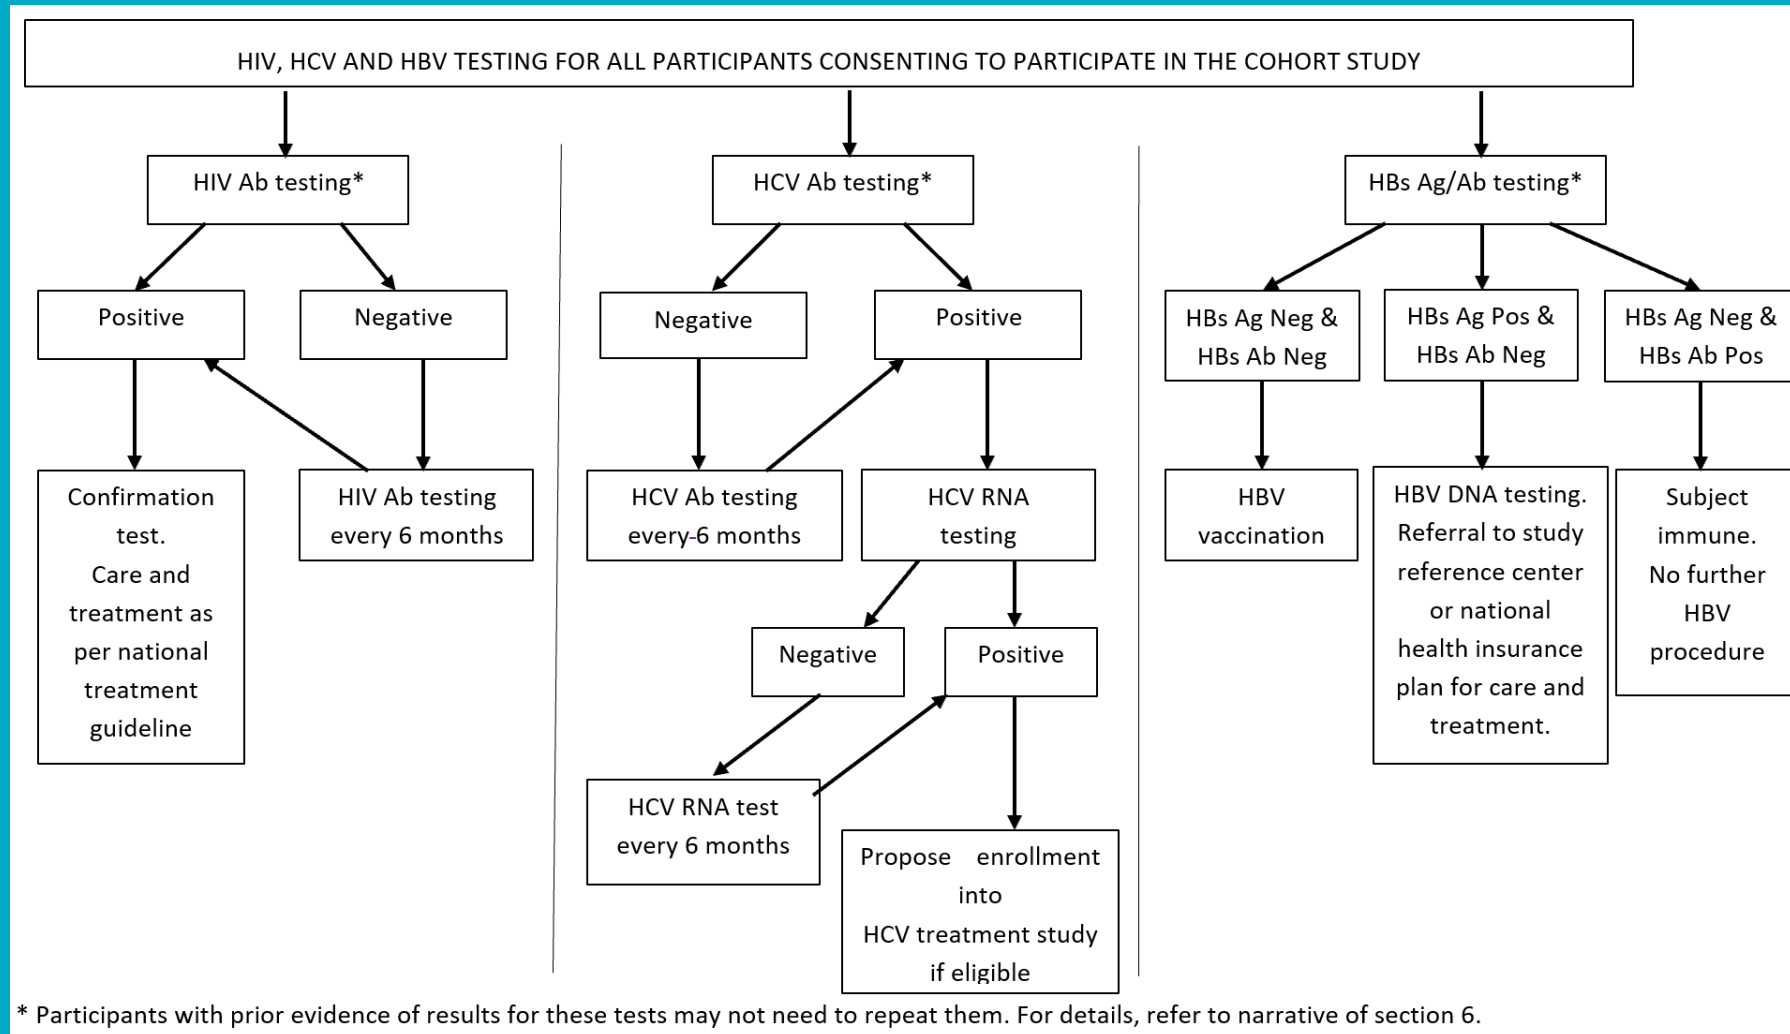 HIV, HCV AND HBV TESTING FOR ALL PARTICIPANTS CONSENTING TO PARTICIPATE IN THE COHORT STUDY
HIV Ab testing*
Positive
Negative
Confirmation
test.
Care and
treatment as
per national
treatment
guideline
HIV Ab testing
every 6 months
HCV Ab testing*
Negative
Positive
HCV Ab testing
every-6 months
HCV RNA
testing
Negative
Positive
HCV RNA test
every 6 months
Propose enrollment
into
HCV treatment study
if eligible
HBs Ag/Ab testing*
HBs Ag Neg &
HBs Ab Neg
HBs Ag Pos &
HBs Ab Neg
HBs Ag Neg &
HBs Ab Pos
HBV
vaccination
HBV DNA testing.
Referral to study
reference center
or national
health insurance
plan for care and
treatment.
Subject
immune.
No further
HBV
procedure
* Participants with prior evidence of results for these tests may not need to repeat them. For details, refer to narrative of section 6.